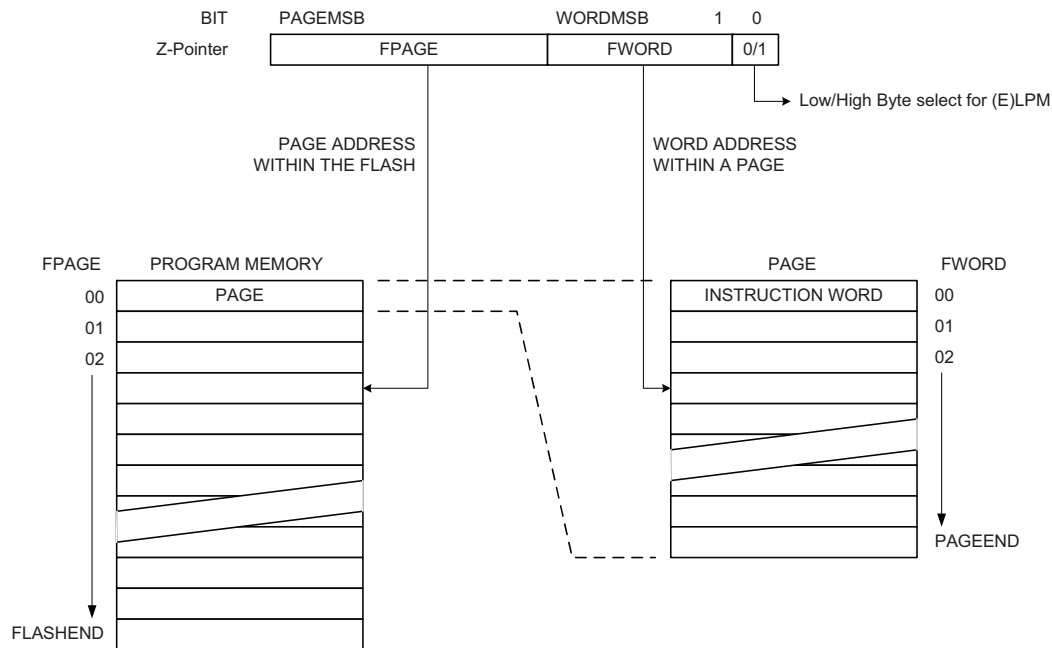 BIT PAGEMSB WORDMSB 1 0
Z-Pointer FPAGE FWORD 0/1
Low/High Byte select for (E)LPM
PAGE ADDRESS
WITHIN THE FLASH
WORD ADDRESS
WITHIN A PAGE
FPAGE PROGRAM MEMORY
00 PAGE
01
02
FLASHEND
PAGE FWORD
INSTRUCTION WORD 00
01
02
PAGEEND